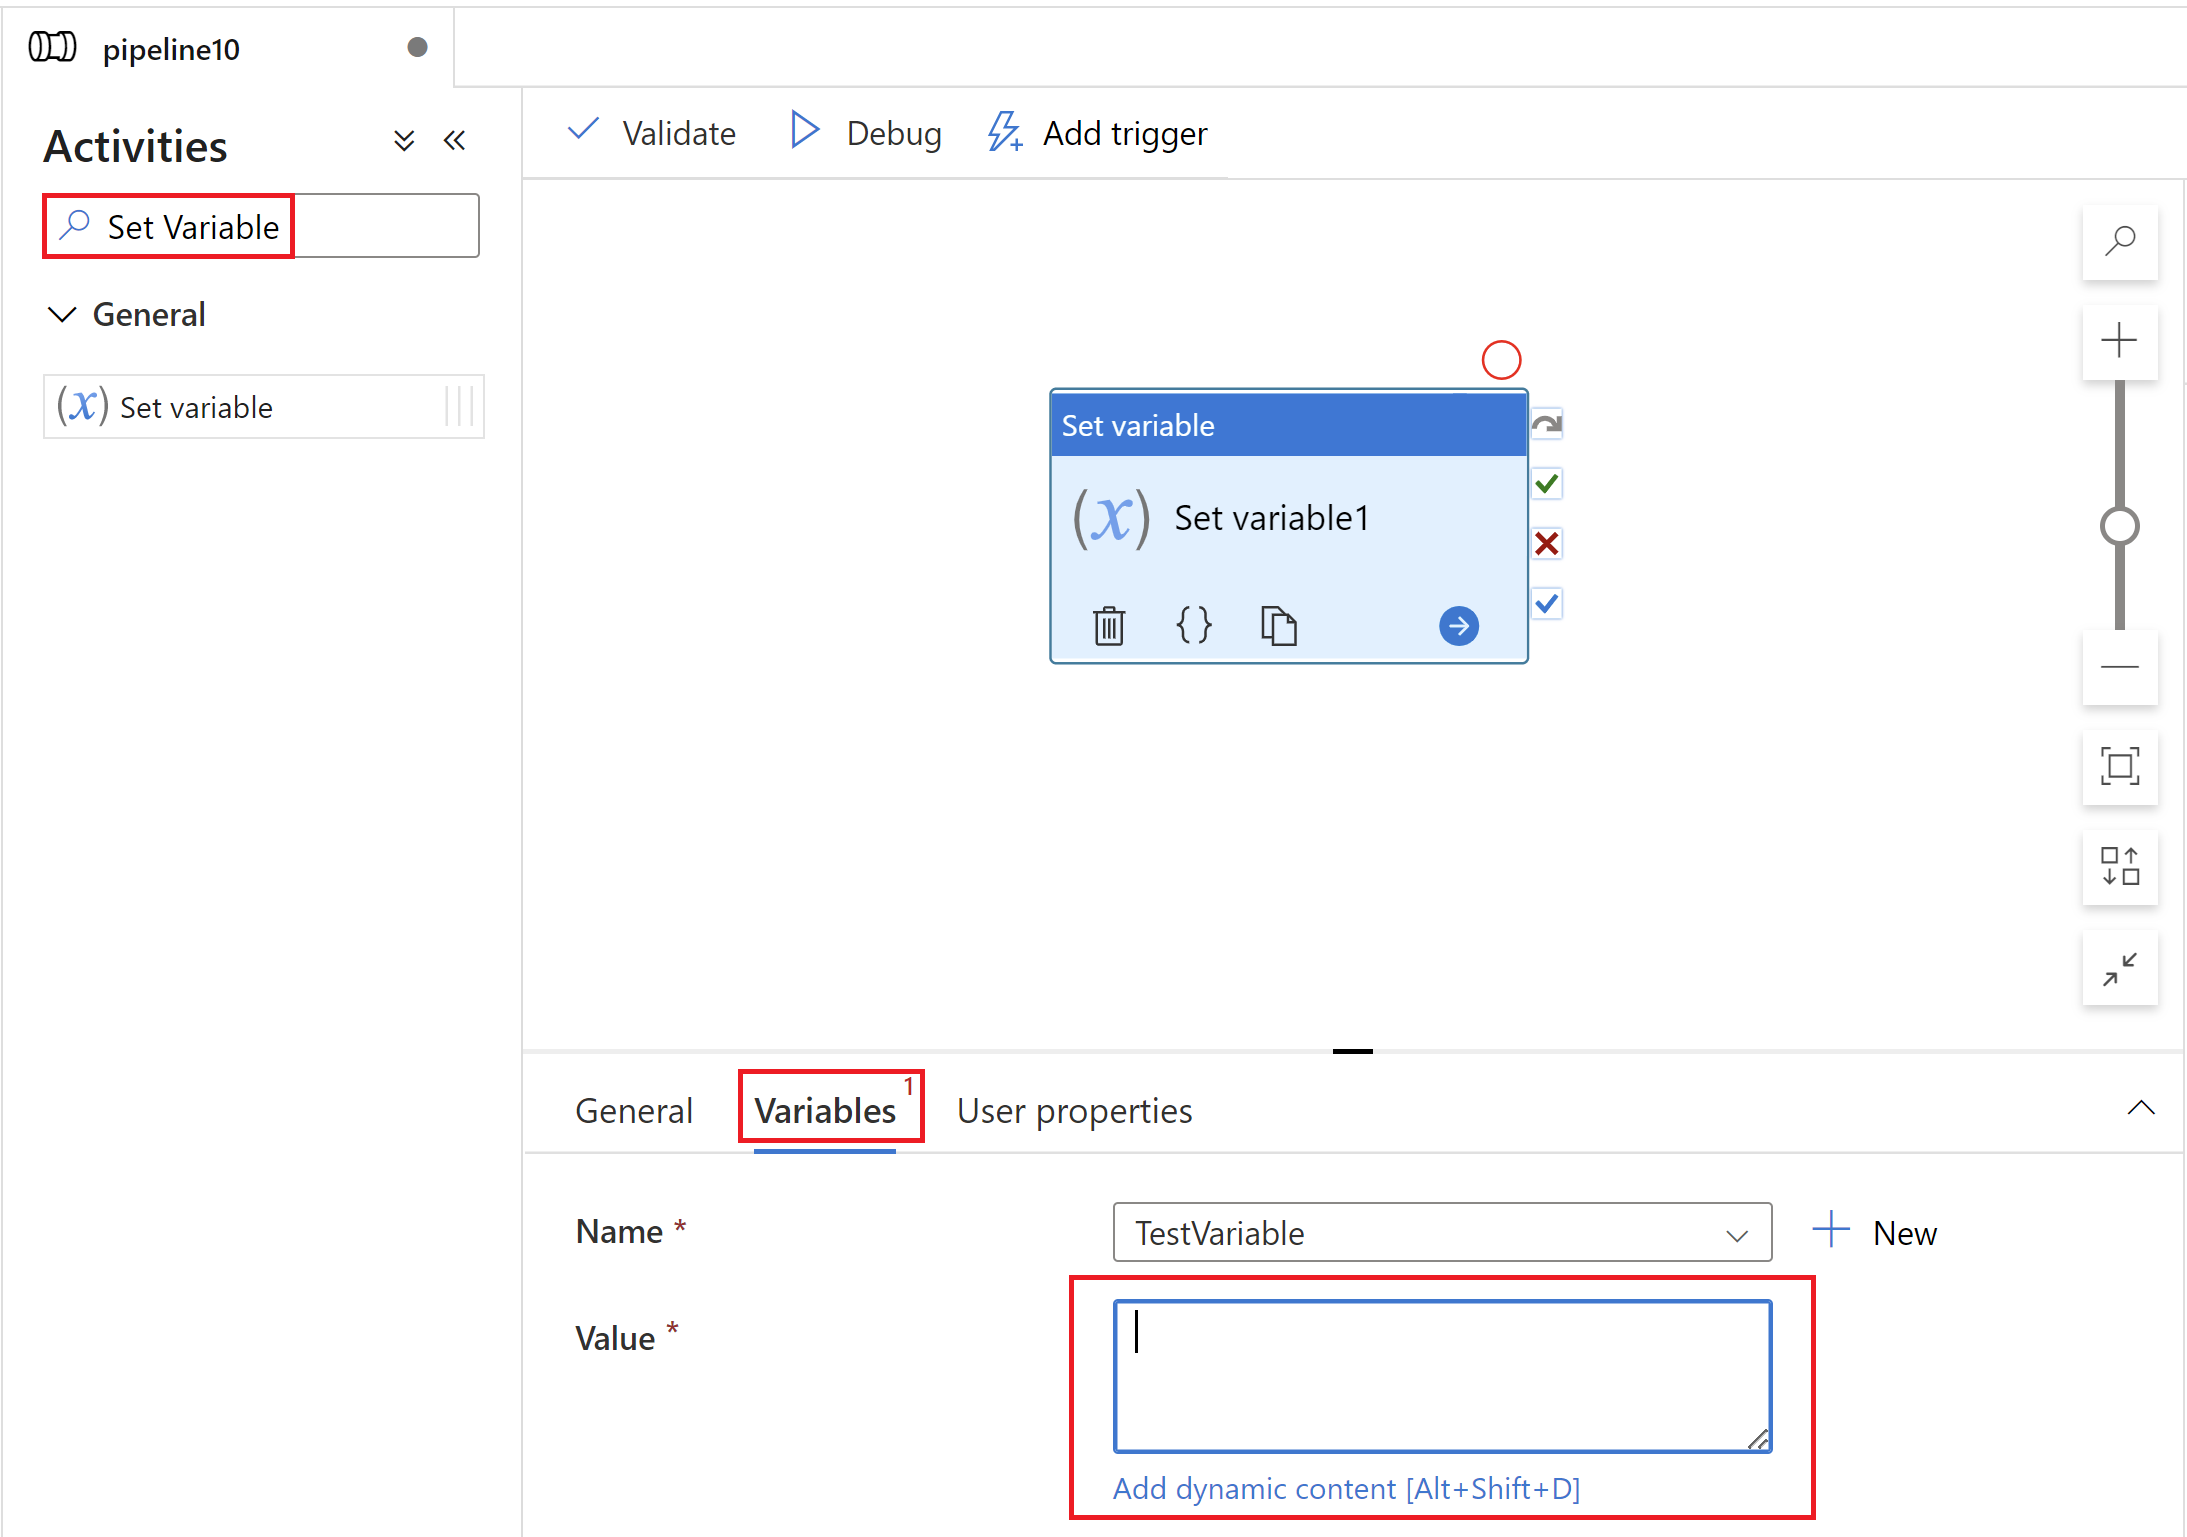 pipeline10
Activities
Set Variable
General
(x) Set variable
Validate
Debug
Add trigger
Set variable
(x) Set variable1
{}
General
Variables 1
User properties
Name *
TestVariable
New
Value *
Add dynamic content [Alt+Shift+D]